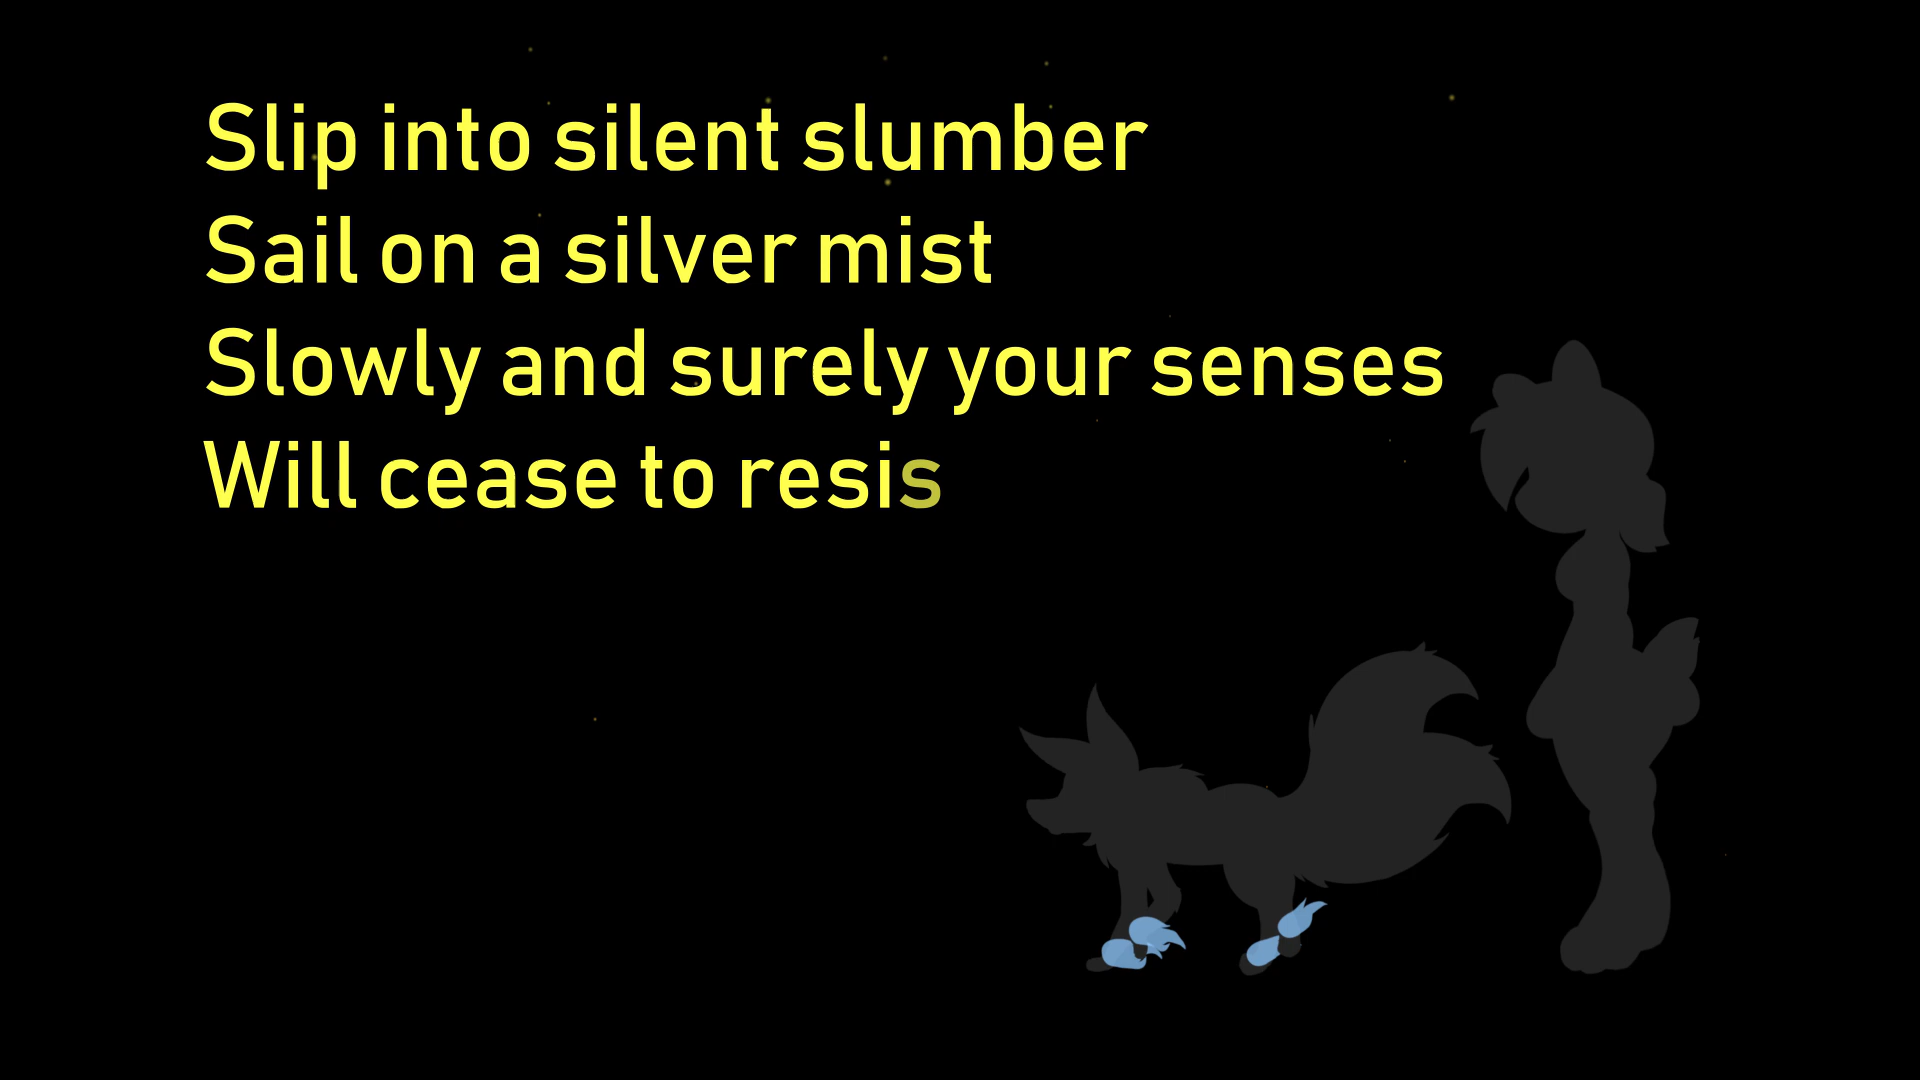 Slip into silent slumber
Sail on a silver mist
Slowly and surely your senses
Will cease to resis